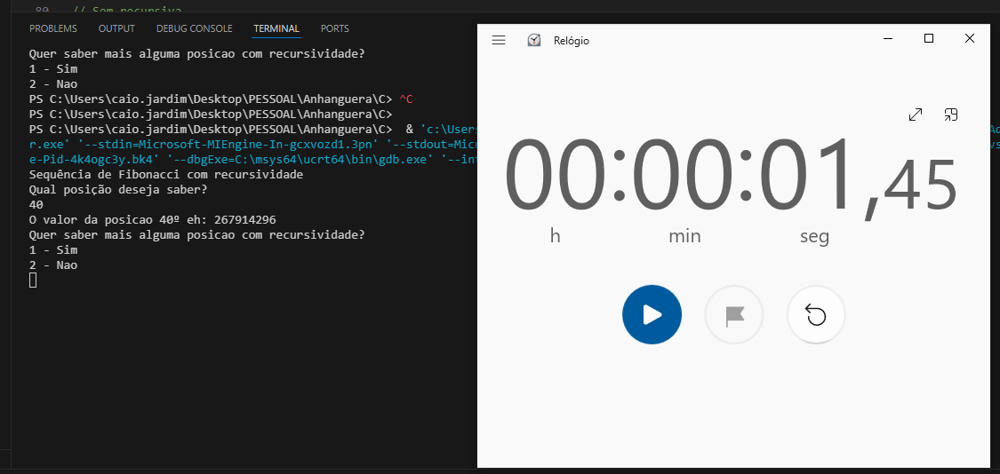 80 // Sem recursiva
PROBLEMS OUTPUT DEBUG CONSOLE TERMINAL PORTS
Quer saber mais alguma posicao com recursividade?
1 - Sim
2 - Nao
PS C:\Users\caio.jardim\Desktop\PESSOAL\Anhanguera\C> ^C
PS C:\Users\caio.jardim\Desktop\PESSOAL\Anhanguera\C>
PS C:\Users\caio.jardim\Desktop\PESSOAL\Anhanguera\C> & 'c:\Users
r.exe' '--stdin=Microsoft-MIEngine-In-gcxvozd1.3pn' '--stdout=Micr
e-Pid-4k4ogc3y.bk4' '--dbgExe=C:\msys64\ucrt64\bin\gdb.exe' '--int
Sequência de Fibonacci com recursividade
Qual posição deseja saber?
40
O valor da posicao 40º eh: 267914296
Quer saber mais alguma posicao com recursividade?
1 - Sim
2 - Nao
Relógio
00:00:01,45
h min seg